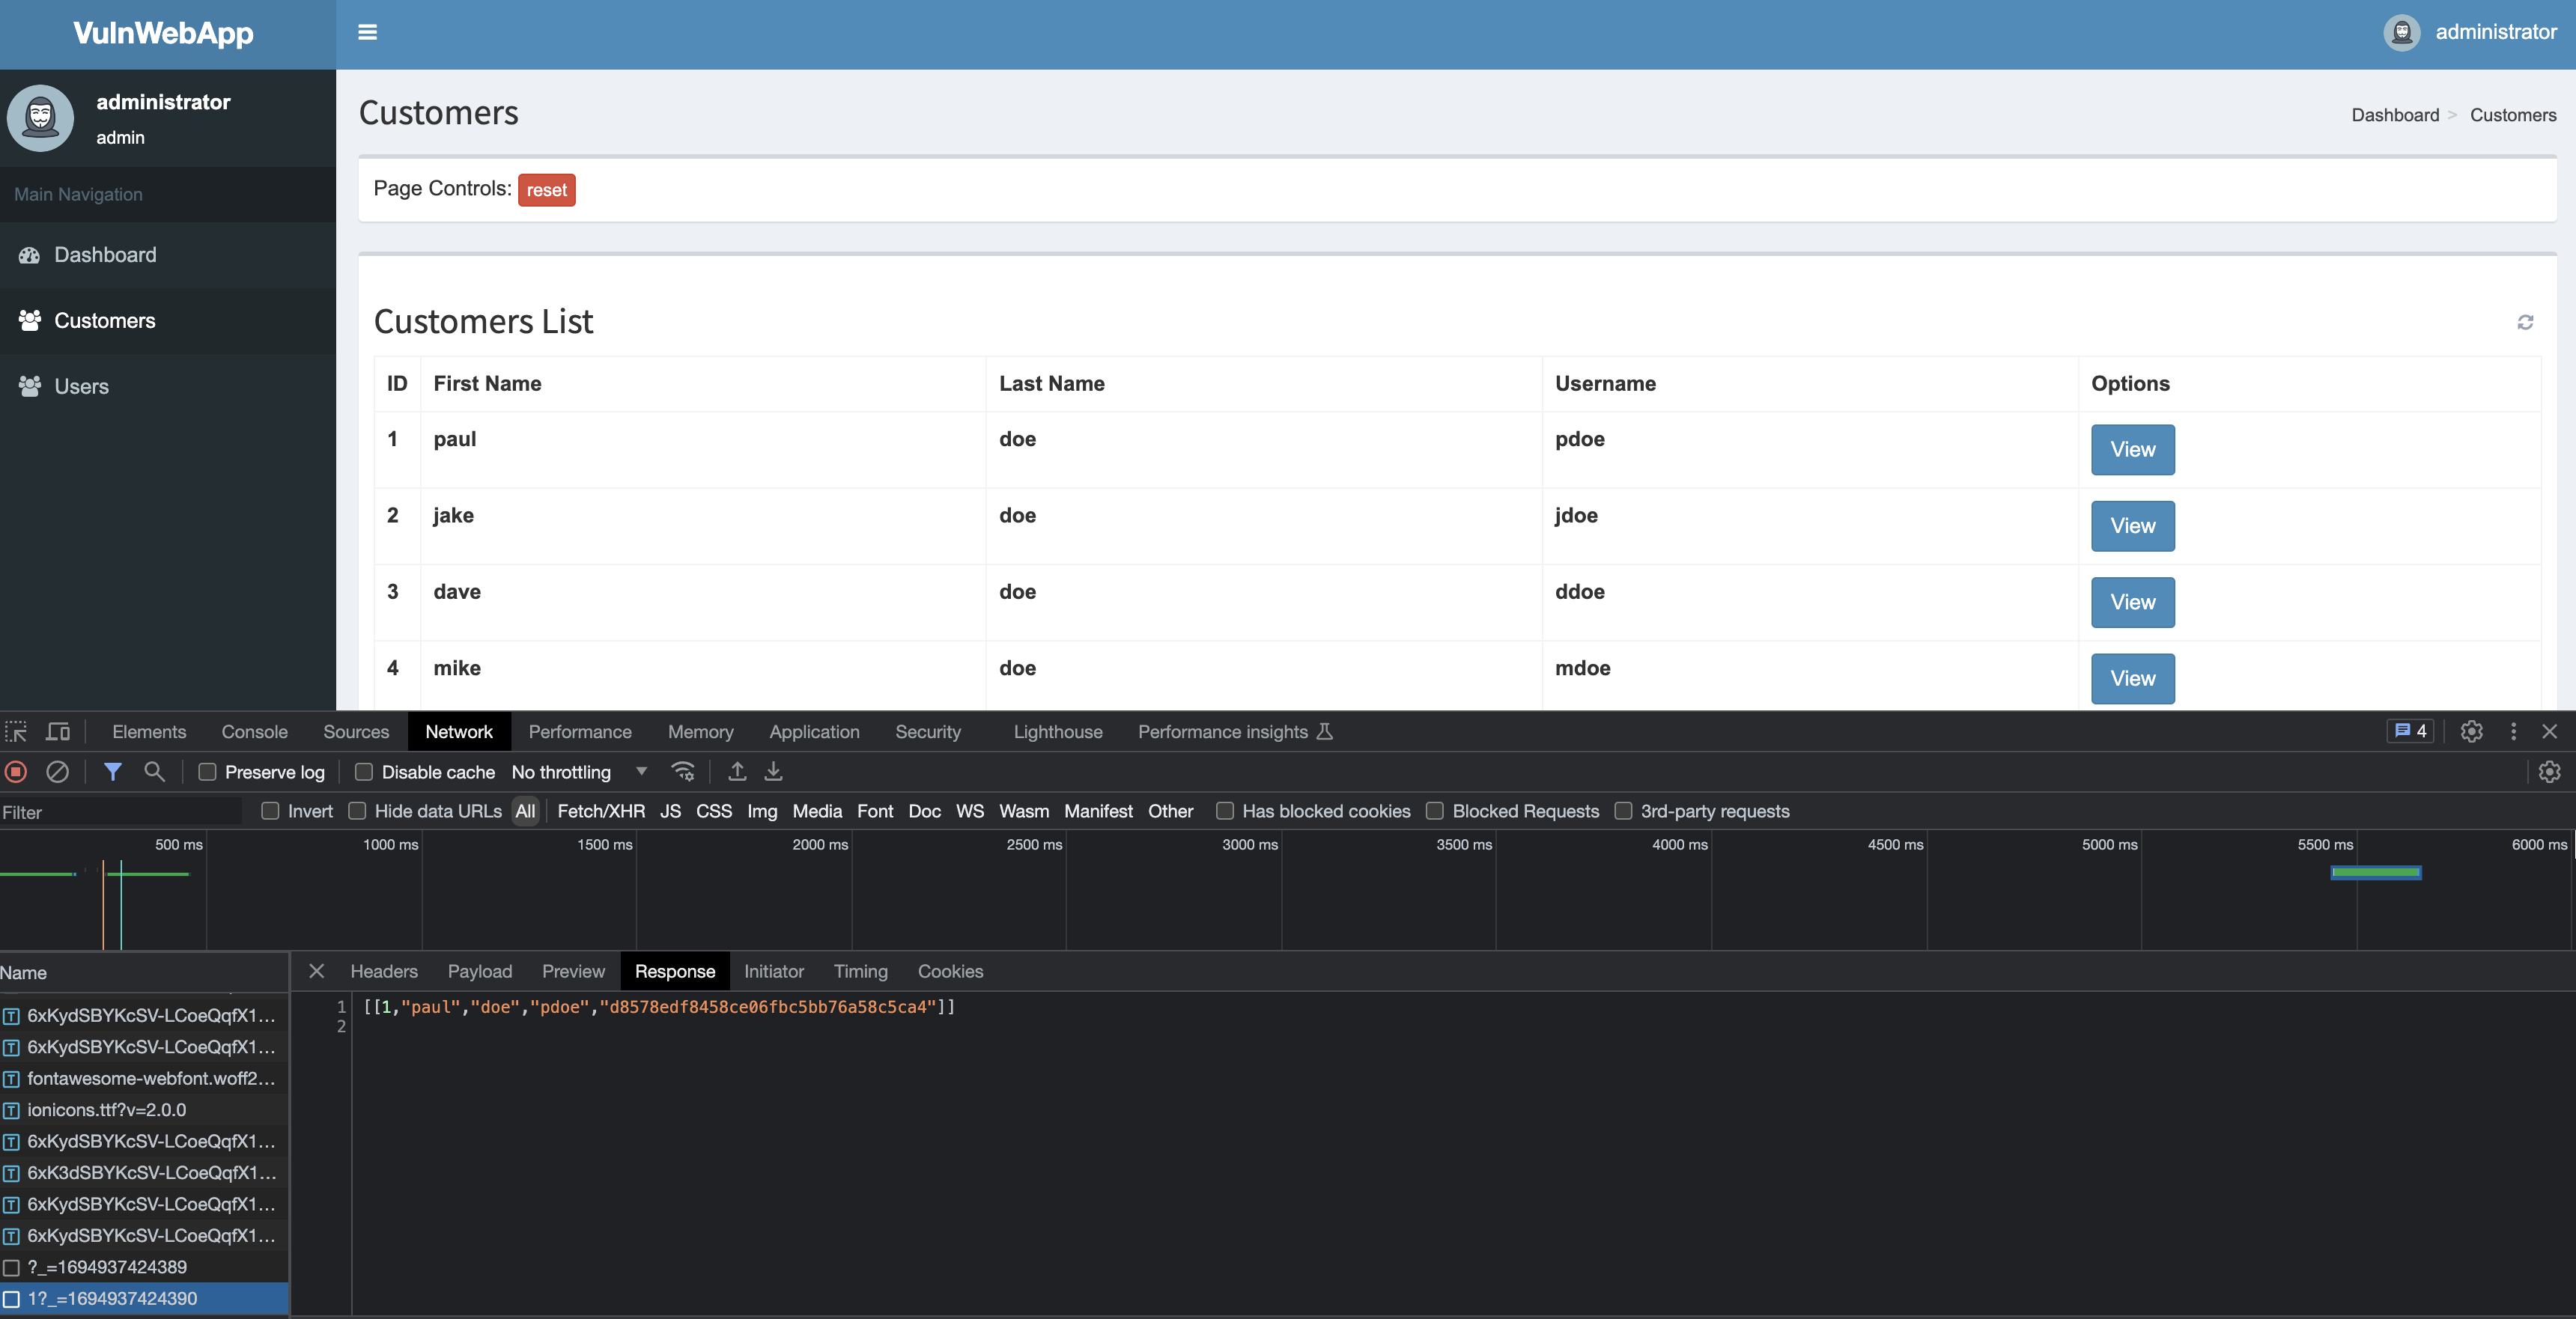 VulnWebApp
administrator
administrator
admin
Main Navigation
Dashboard
Customers
Users
Customers
Dashboard > Customers
Page Controls: reset
Customers List
ID First Name Last Name Username Options
1 paul doe pdoe View
2 jake doe jdoe View
3 dave doe ddoe View
4 mike doe mdoe View
Elements Console Sources Network Performance Memory Application Security Lighthouse Performance insights 4
Preserve log Disable cache No throttling
Filter Invert Hide data URLs All Fetch/XHR JS CSS Img Media Font Doc WS Wasm Manifest Other Has blocked cookies Blocked Requests 3rd-party requests
500 ms 1000 ms 1500 ms 2000 ms 2500 ms 3000 ms 3500 ms 4000 ms 4500 ms 5000 ms 5500 ms 6000 ms
Name
6xKydSBYKcSV-LCoeQqfX1...
6xKydSBYKcSV-LCoeQqfX1...
fontawesome-webfont.woff2...
ionicons.ttf?v=2.0.0
6xKydSBYKcSV-LCoeQqfX1...
6xK3dSBYKcSV-LCoeQqfX1...
6xKydSBYKcSV-LCoeQqfX1...
6xKydSBYKcSV-LCoeQqfX1...
?_=1694937424389
1?_=1694937424390
Headers Payload Preview Response Initiator Timing Cookies
1 [[1,"paul","doe","pdoe","d8578edf8458ce06fbc5bb76a58c5ca4"]]
2